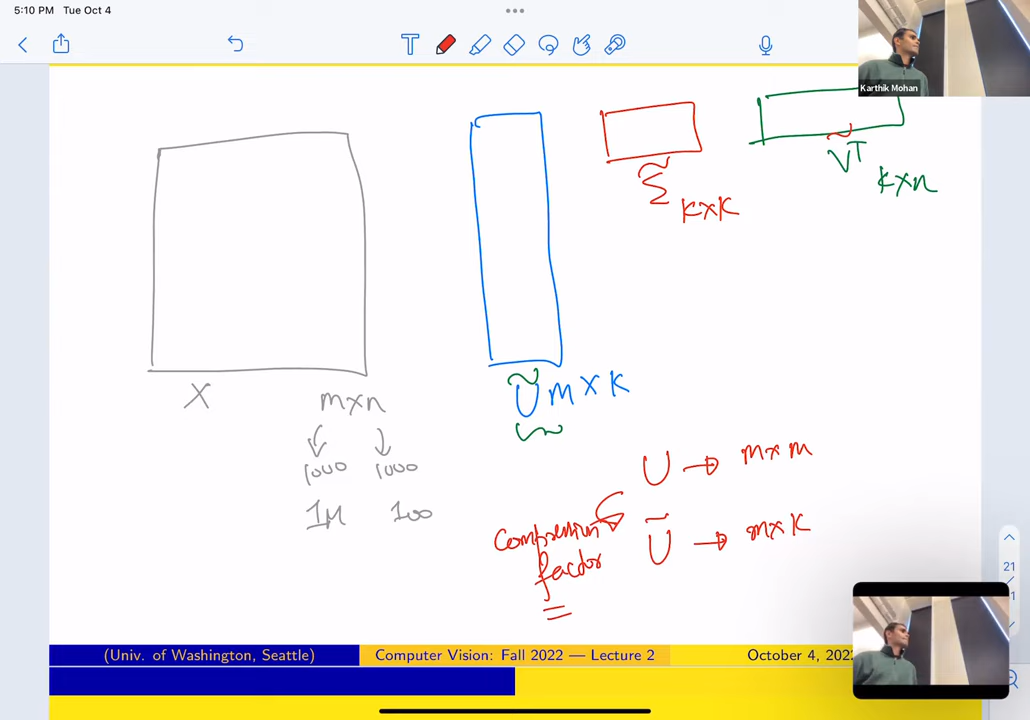 5:10 PM Tue Oct 4
Karthik Mohan
X
m×n
1000 1000
1M 100
Ũ m×k
Σ̃ k×k
Ṽᵀ k×n
U → m×m
Compression factor
Ũ → m×k
21
(Univ. of Washington, Seattle)
Computer Vision: Fall 2022 — Lecture 2
October 4, 2022